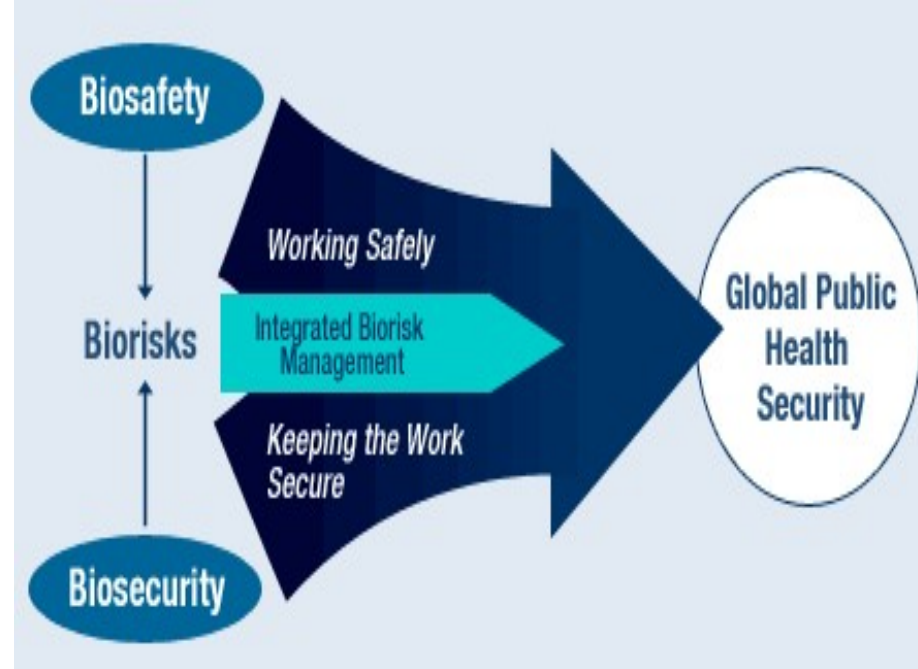 Biosafety
Working Safely
Biorisks
Integrated Biorisk
Management
Global Public
Health
Security
Keeping the Work
Secure
Biosecurity